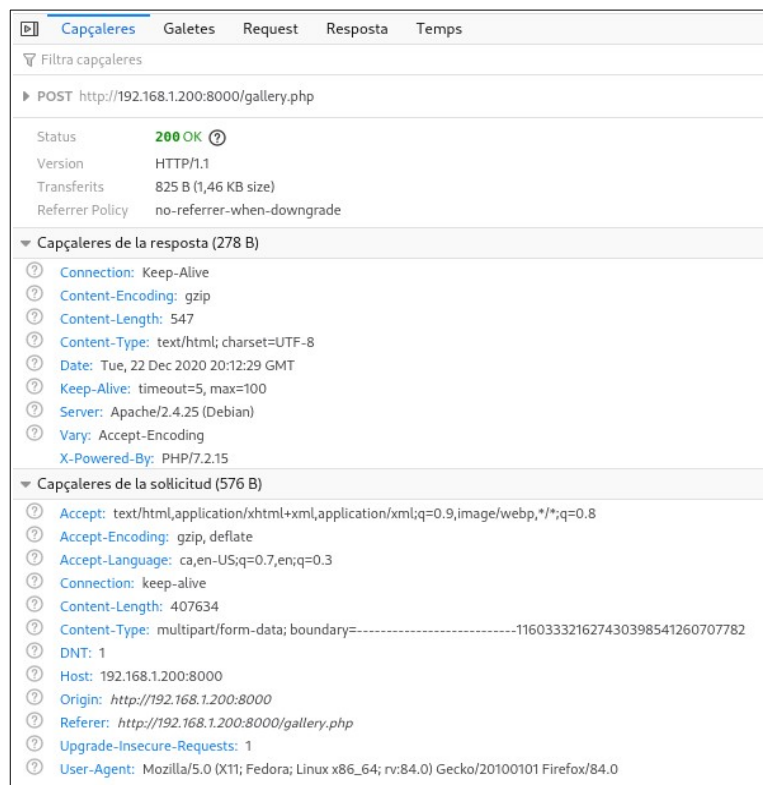 Capçaleres Galetes Request Resposta Temps
Filtra capçaleres
POST http://192.168.1.200:8000/gallery.php
Status 200 OK
Version HTTP/1.1
Transferits 825 B (1,46 KB size)
Referrer Policy no-referrer-when-downgrade
Capçaleres de la resposta (278 B)
Connection: Keep-Alive
Content-Encoding: gzip
Content-Length: 547
Content-Type: text/html; charset=UTF-8
Date: Tue, 22 Dec 2020 20:12:29 GMT
Keep-Alive: timeout=5, max=100
Server: Apache/2.4.25 (Debian)
Vary: Accept-Encoding
X-Powered-By: PHP/7.2.15
Capçaleres de la sol·licitud (576 B)
Accept: text/html,application/xhtml+xml,application/xml;q=0.9,image/webp,*/*;q=0.8
Accept-Encoding: gzip, deflate
Accept-Language: ca,en-US;q=0.7,en;q=0.3
Connection: keep-alive
Content-Length: 407634
Content-Type: multipart/form-data; boundary=---------------------------116033321627430398541260707782
DNT: 1
Host: 192.168.1.200:8000
Origin: http://192.168.1.200:8000
Referer: http://192.168.1.200:8000/gallery.php
Upgrade-Insecure-Requests: 1
User-Agent: Mozilla/5.0 (X11; Fedora; Linux x86_64; rv:84.0) Gecko/20100101 Firefox/84.0